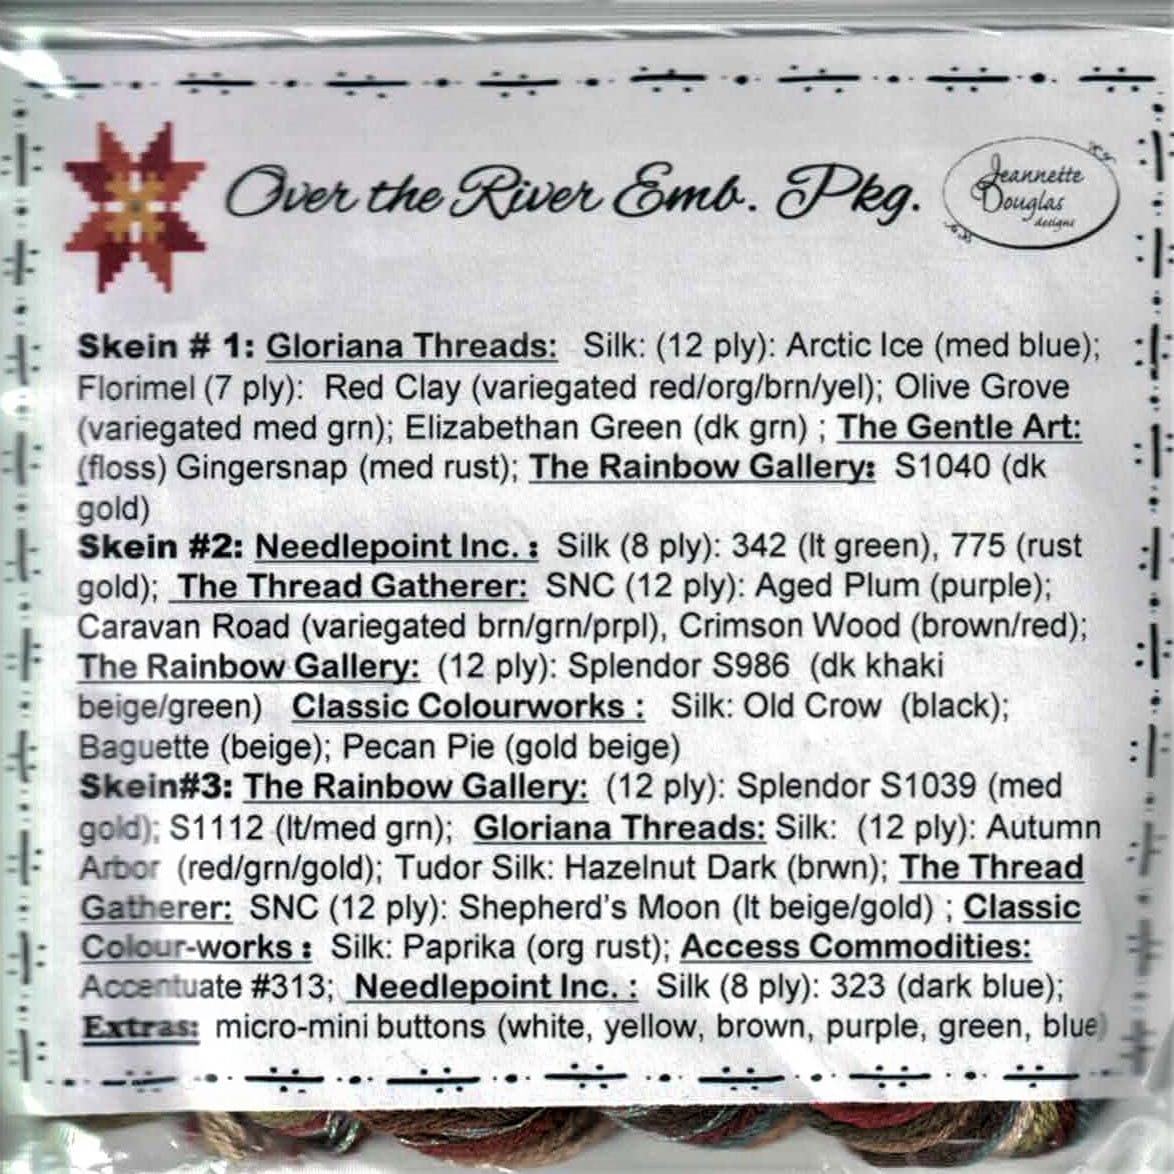 Over the River Emb. Pkg.
Jeannette
Douglas
designs
Skein # 1: Gloriana Threads: Silk: (12 ply): Arctic Ice (med blue);
Florimel (7 ply): Red Clay (variegated red/org/brn/yel); Olive Grove
(variegated med grn); Elizabethan Green (dk grn) ; The Gentle Art:
(floss) Gingersnap (med rust); The Rainbow Gallery: S1040 (dk
gold)
Skein #2: Needlepoint Inc. : Silk (8 ply): 342 (lt green), 775 (rust
gold); The Thread Gatherer: SNC (12 ply): Aged Plum (purple);
Caravan Road (variegated brn/grn/prpl), Crimson Wood (brown/red);
The Rainbow Gallery: (12 ply): Splendor S986 (dk khaki
beige/green) Classic Colourworks : Silk: Old Crow (black);
Baguette (beige); Pecan Pie (gold beige)
Skein#3: The Rainbow Gallery: (12 ply): Splendor S1039 (med
gold); S1112 (lt/med grn); Gloriana Threads: Silk: (12 ply): Autumn
Arbor (red/grn/gold); Tudor Silk: Hazelnut Dark (brwn); The Thread
Gatherer: SNC (12 ply): Shepherd's Moon (lt beige/gold) ; Classic
Colour-works : Silk: Paprika (org rust); Access Commodities:
Accentuate #313; Needlepoint Inc. : Silk (8 ply): 323 (dark blue);
Extras: micro-mini buttons (white, yellow, brown, purple, green, blue)